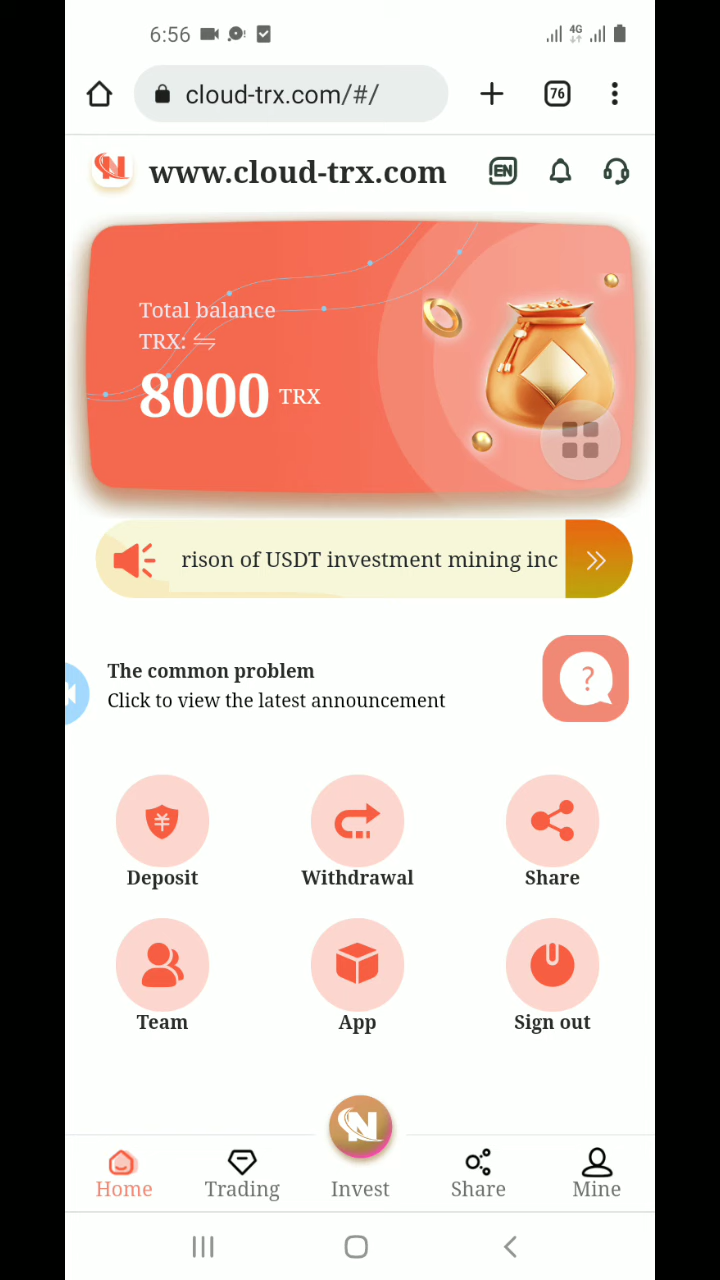 6:56
4G
cloud-trx.com/#/
76
www.cloud-trx.com
EN
Total balance
TRX:
8000 TRX
rison of USDT investment mining inc
The common problem
Click to view the latest announcement
?
¥
Deposit
Withdrawal
Share
Team
App
Sign out
N
Home
Trading
Invest
Share
Mine